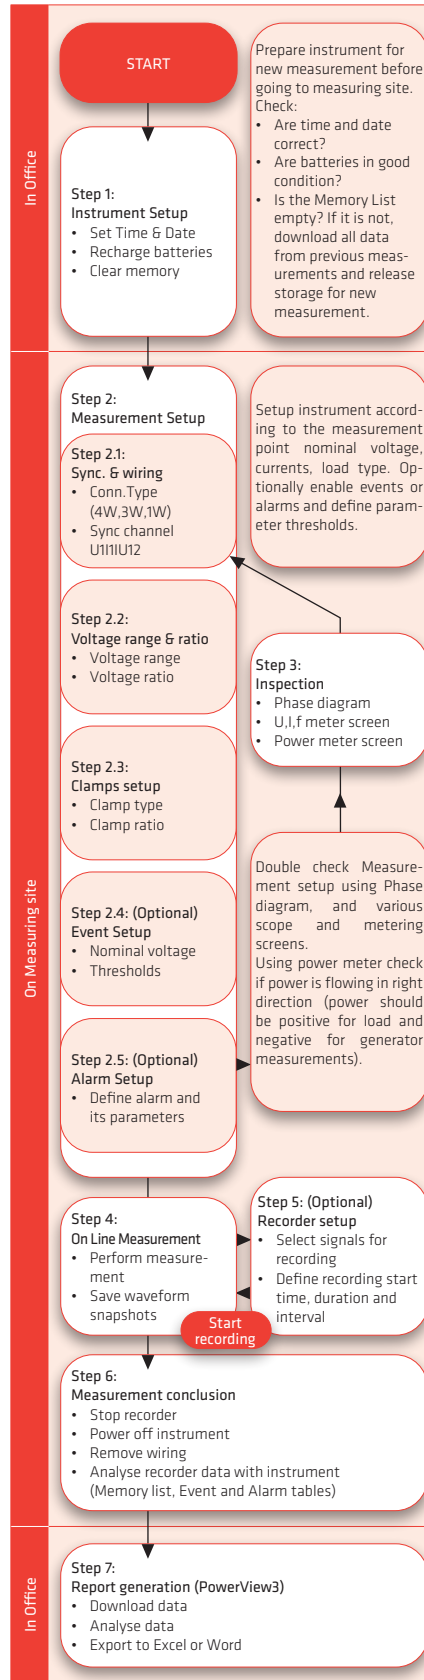 In Office
START
Prepare instrument for
new measurement before
going to measuring site.
Check:
• Are time and date
correct?
• Are batteries in good
condition?
• Is the Memory List
empty? If it is not,
download all data
from previous meas-
urements and release
storage for new
measurement.
Step 1:
Instrument Setup
• Set Time & Date
• Recharge batteries
• Clear memory
On Measuring site
Step 2:
Measurement Setup
Step 2.1:
Sync. & wiring
• Conn.Type
(4W,3W,1W)
• Sync channel
U1I1IU12
Setup instrument accord-
ing to the measurement
point nominal voltage,
currents, load type. Op-
tionally enable events or
alarms and define param-
eter thresholds.
Step 2.2:
Voltage range & ratio
• Voltage range
• Voltage ratio
Step 3:
Inspection
• Phase diagram
• U,I,f meter screen
• Power meter screen
Step 2.3:
Clamps setup
• Clamp type
• Clamp ratio
Step 2.4: (Optional)
Event Setup
• Nominal voltage
• Thresholds
Double check Measure-
ment setup using Phase
diagram, and various
scope and metering
screens.
Using power meter check
if power is flowing in right
direction (power should
be positive for load and
negative for generator
measurements).
Step 2.5: (Optional)
Alarm Setup
• Define alarm and
its parameters
Step 4:
On Line Measurement
• Perform measure-
ment
• Save waveform
snapshots
Step 5: (Optional)
Recorder setup
• Select signals for
recording
• Define recording start
time, duration and
interval
Start
recording
Step 6:
Measurement conclusion
• Stop recorder
• Power off instrument
• Remove wiring
• Analyse recorder data with instrument
(Memory list, Event and Alarm tables)
In Office
Step 7:
Report generation (PowerView3)
• Download data
• Analyse data
• Export to Excel or Word